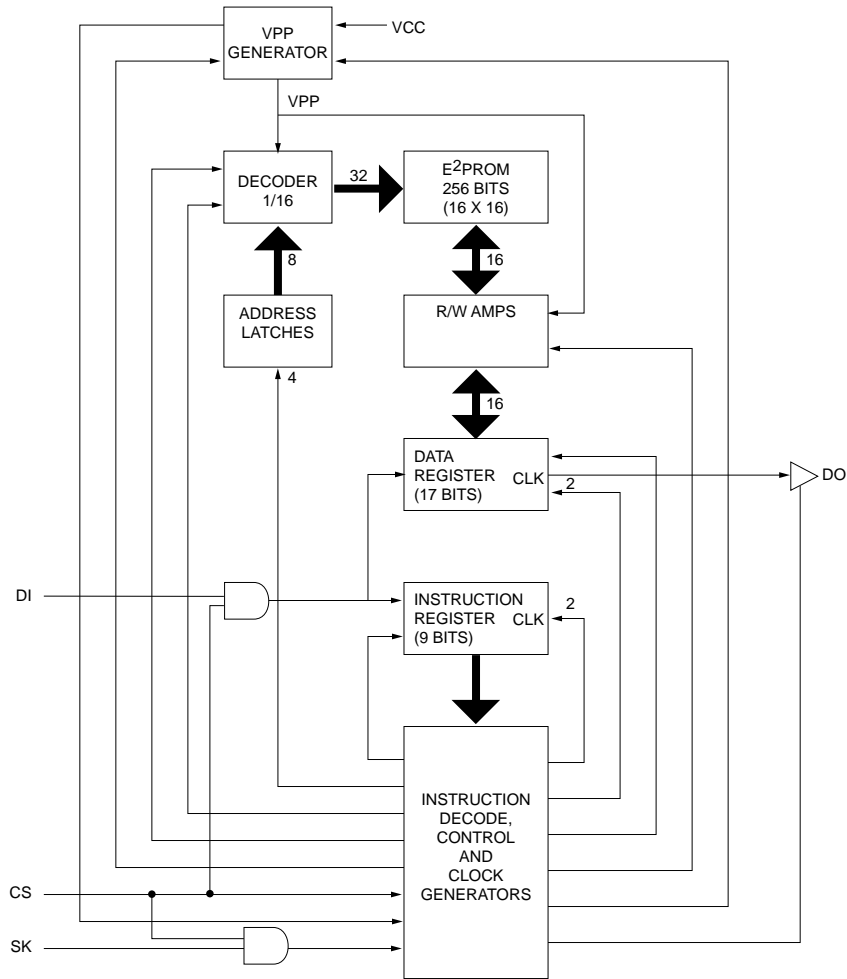 VPP
GENERATOR
VCC
VPP
DECODER
1/16
32
E2PROM
256 BITS
(16 X 16)
8
16
ADDRESS
LATCHES
R/W AMPS
4
16
DATA
REGISTER
(17 BITS)
CLK
2
DO
DI
INSTRUCTION
REGISTER
(9 BITS)
CLK
2
INSTRUCTION
DECODE,
CONTROL
AND
CLOCK
GENERATORS
CS
SK